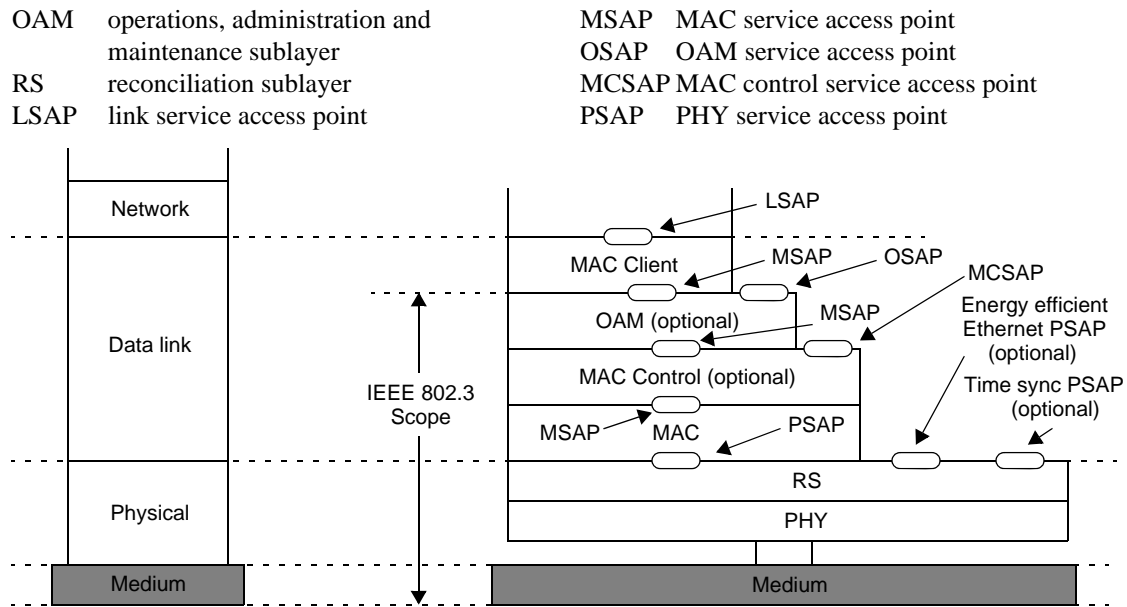 OAM operations, administration and
maintenance sublayer
RS reconciliation sublayer
LSAP link service access point
MSAP MAC service access point
OSAP OAM service access point
MCSAP MAC control service access point
PSAP PHY service access point
Network
Data link
Physical
Medium
IEEE 802.3
Scope
LSAP
MAC Client
MSAP
OSAP
MCSAP
OAM (optional)
MSAP
Energy efficient
Ethernet PSAP
(optional)
MAC Control (optional)
Time sync PSAP
(optional)
MSAP
MAC
PSAP
RS
PHY
Medium